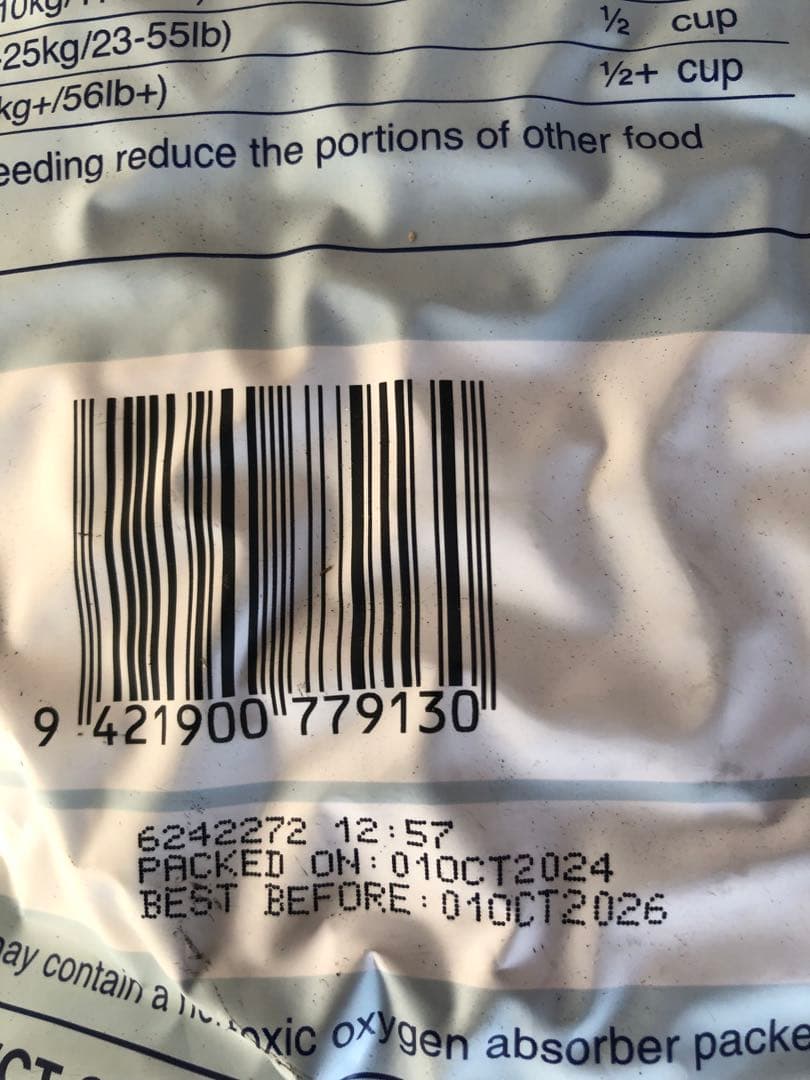 10kg/
-25kg/23-55lb) ½ cup
kg+/56lb+) ½+ cup
eeding reduce the portions of other food
9 421900 779130
6242272 12:57
PACKED ON:01OCT2024
BEST BEFORE:01OCT2026
ay contain a oxygen absorber packe